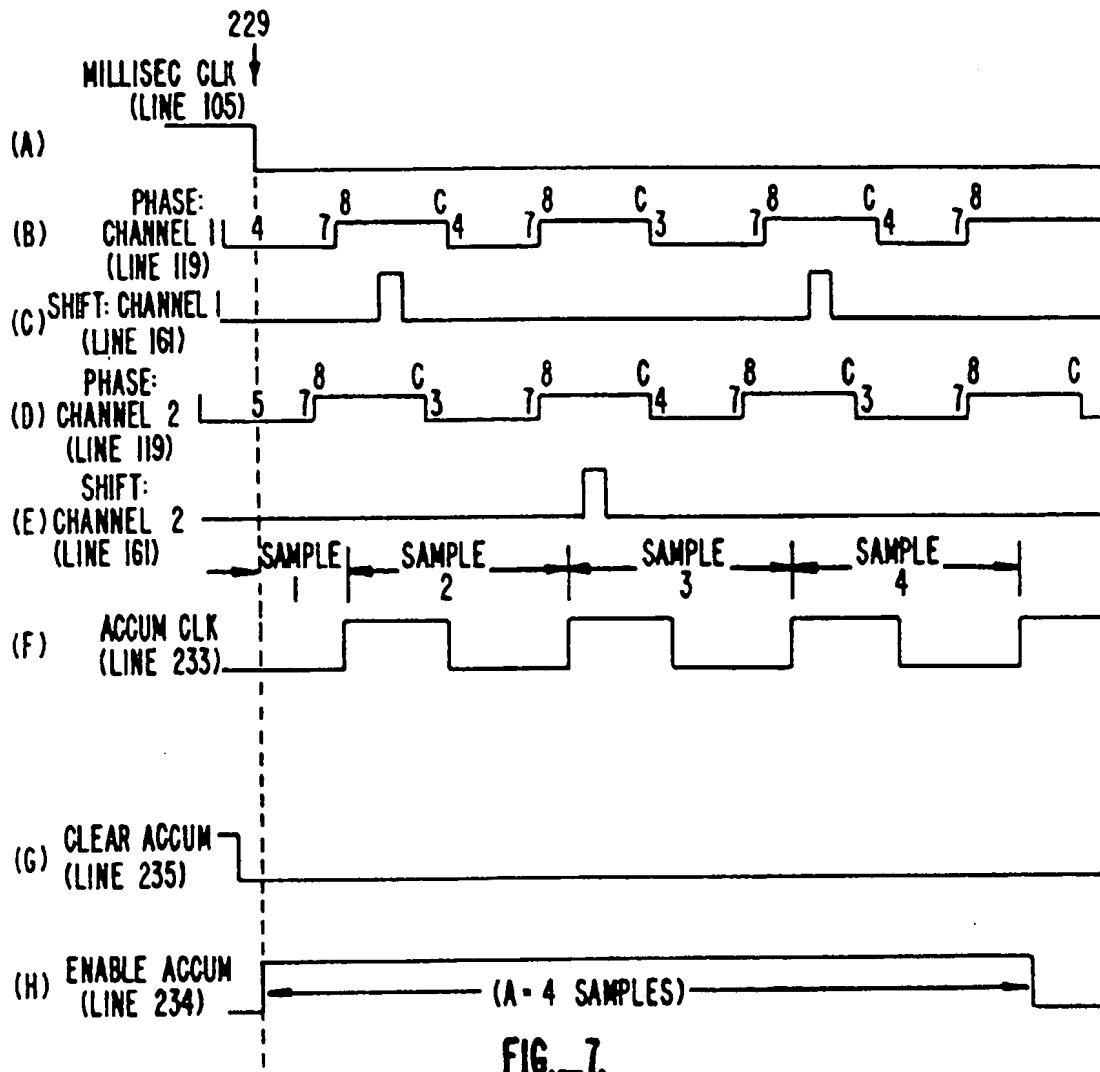 229
MILLISEC CLK
(LINE 105)
(A)
PHASE:
8 C 8 C 8 C 8
(B) CHANNEL 1 4 7 4 7 3 7 4 7
(LINE 119)
(C) SHIFT: CHANNEL 1
(LINE 161)
PHASE:
8 C 8 C 8 C 8 C
(D) CHANNEL 2 5 7 3 7 4 7 3 7
(LINE 119)
SHIFT:
(E) CHANNEL 2
(LINE 161)
SAMPLE 1 SAMPLE 2 SAMPLE 3 SAMPLE 4
(F) ACCUM CLK
(LINE 233)
(G) CLEAR ACCUM
(LINE 235)
(H) ENABLE ACCUM
(LINE 234)
(A = 4 SAMPLES)
FIG._7.